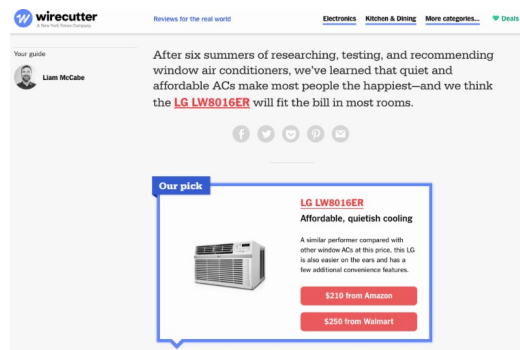 wirecutter
A New York Times Company
Reviews for the real world
Electronics
Kitchen & Dining
More categories...
Deals
Your guide
Liam McCabe
After six summers of researching, testing, and recommending
window air conditioners, we've learned that quiet and
affordable ACs make most people the happiest—and we think
the LG LW8016ER will fit the bill in most rooms.
Our pick
LG LW8016ER
Affordable, quietish cooling
A similar performer compared with
other window ACs at this price, this LG
is also easier on the ears and has a
few additional convenience features.
$210 from Amazon
$250 from Walmart